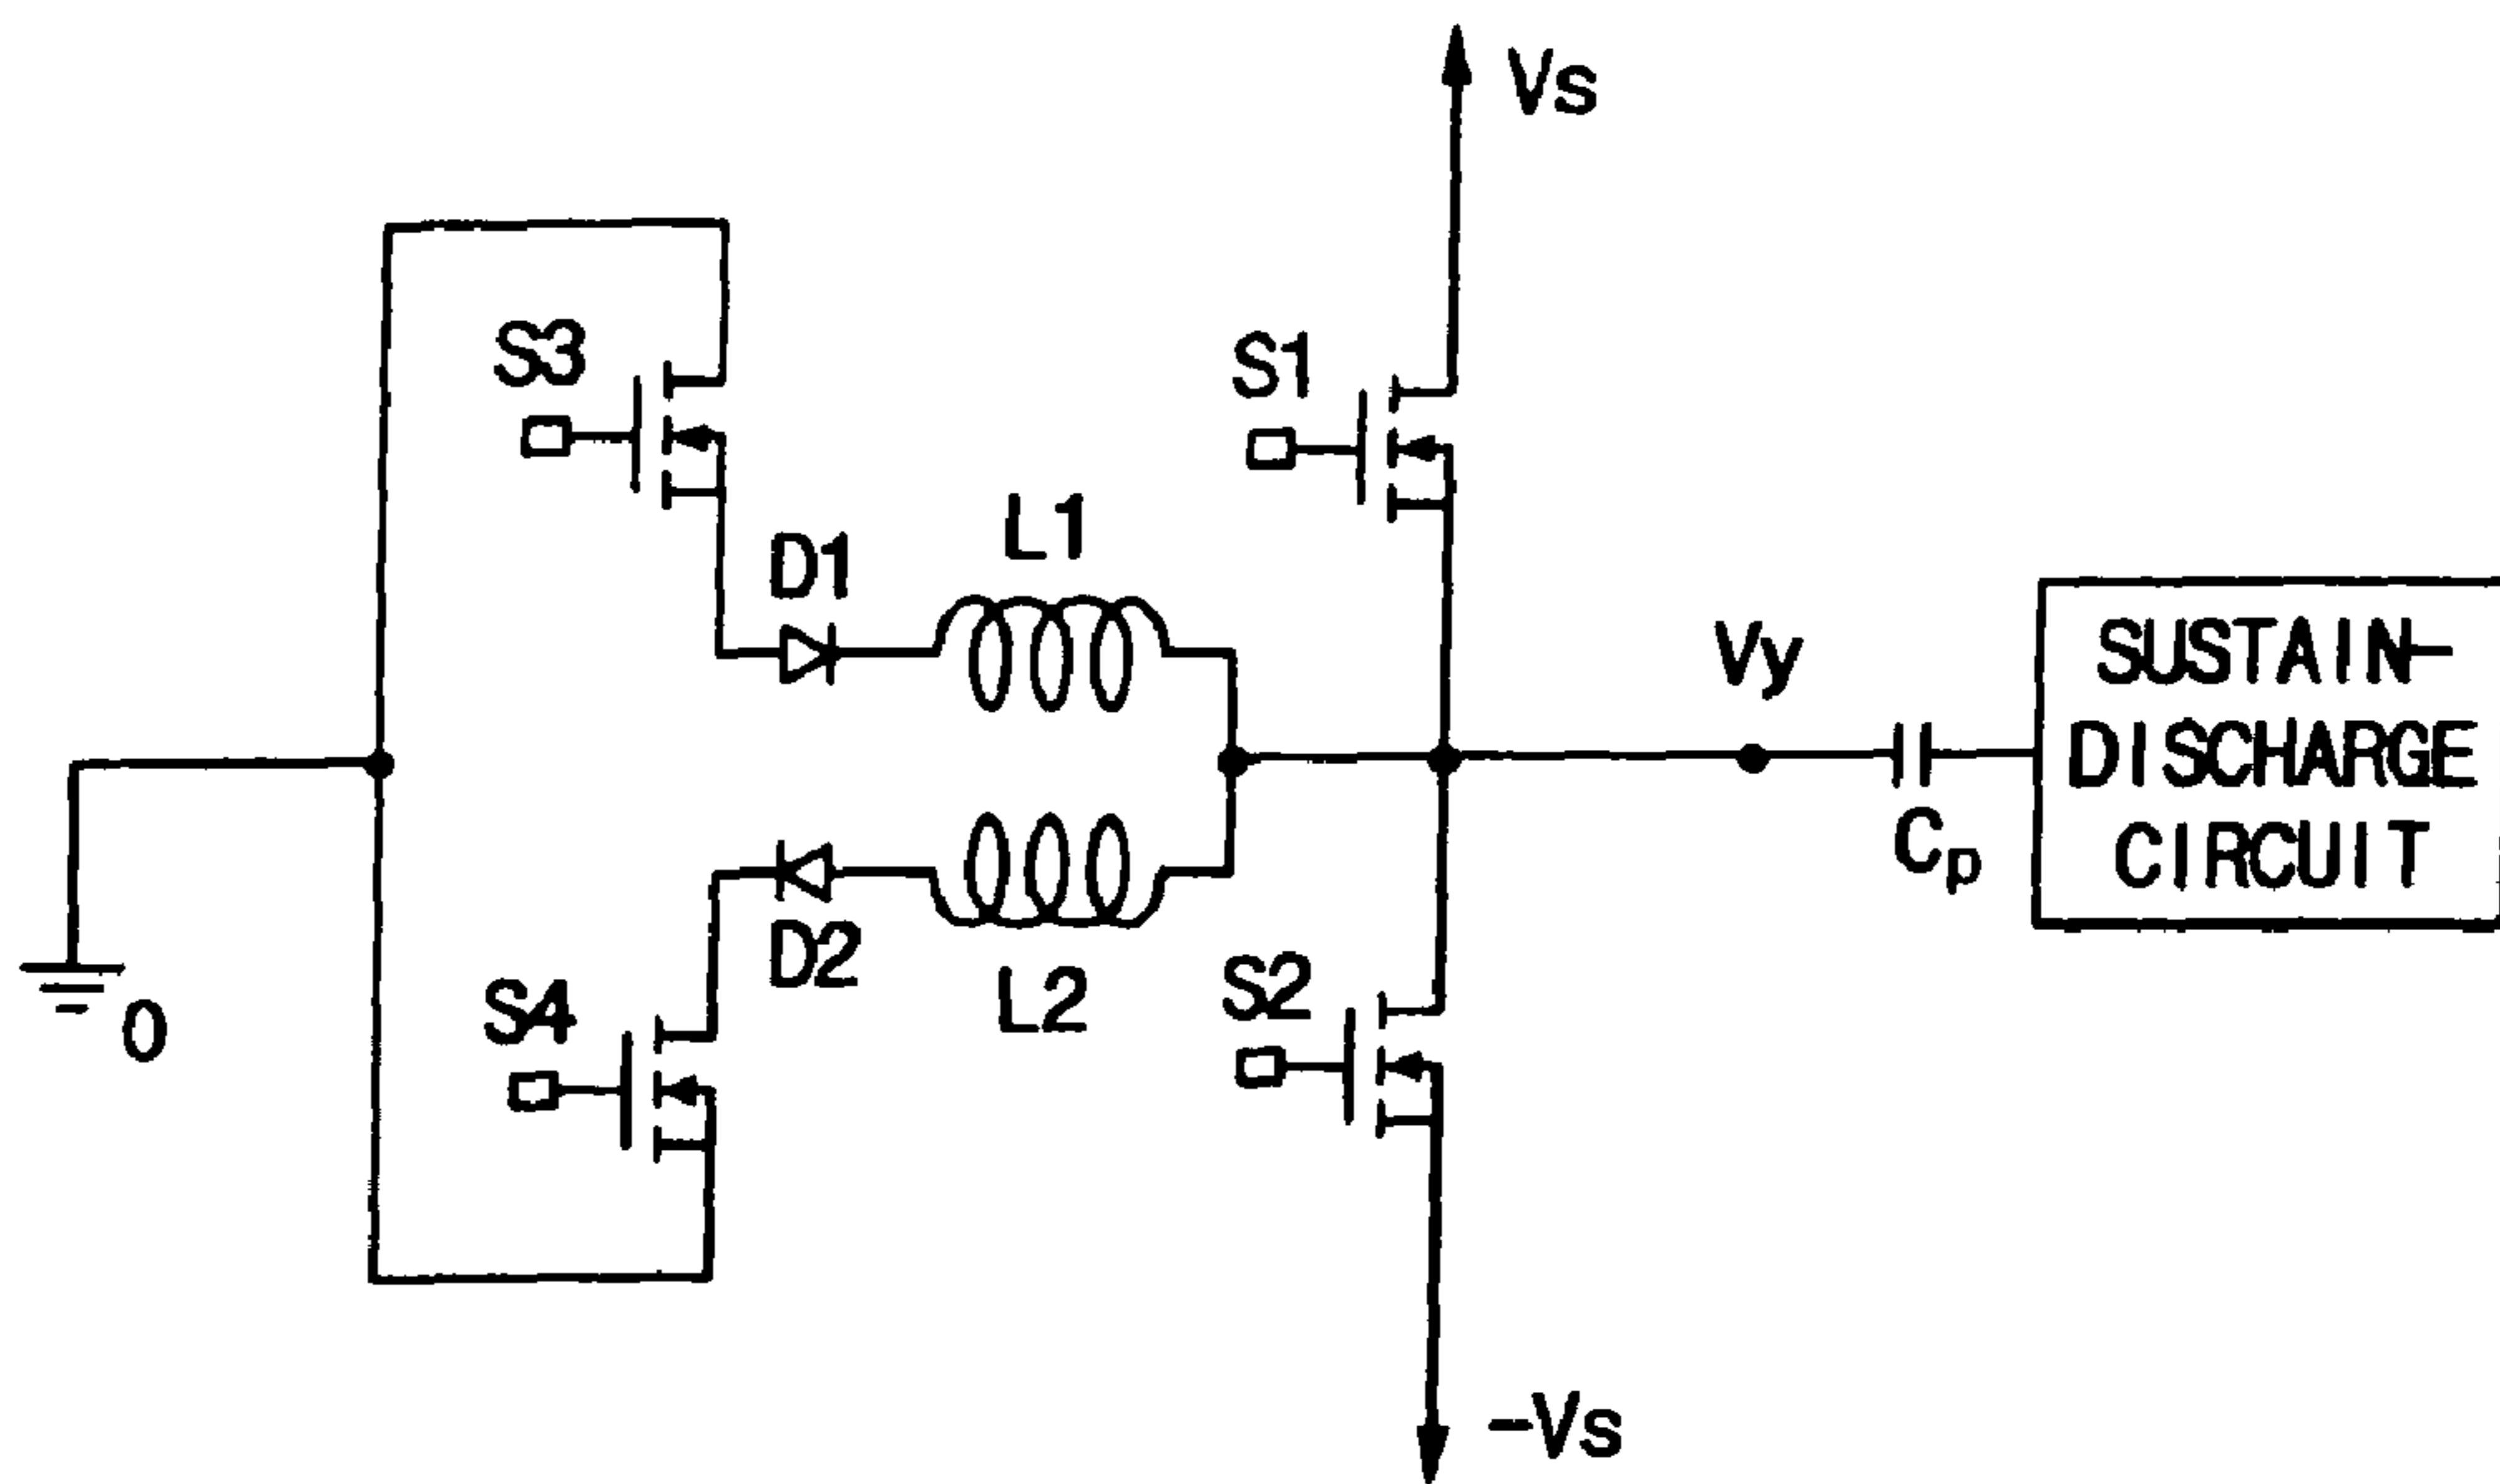 Vs
S3
S1
L1
D1
Vy
SUSTAIN-
DISCHARGE
CIRCUIT
Cp
D2
L2
S2
S4
0
-Vs